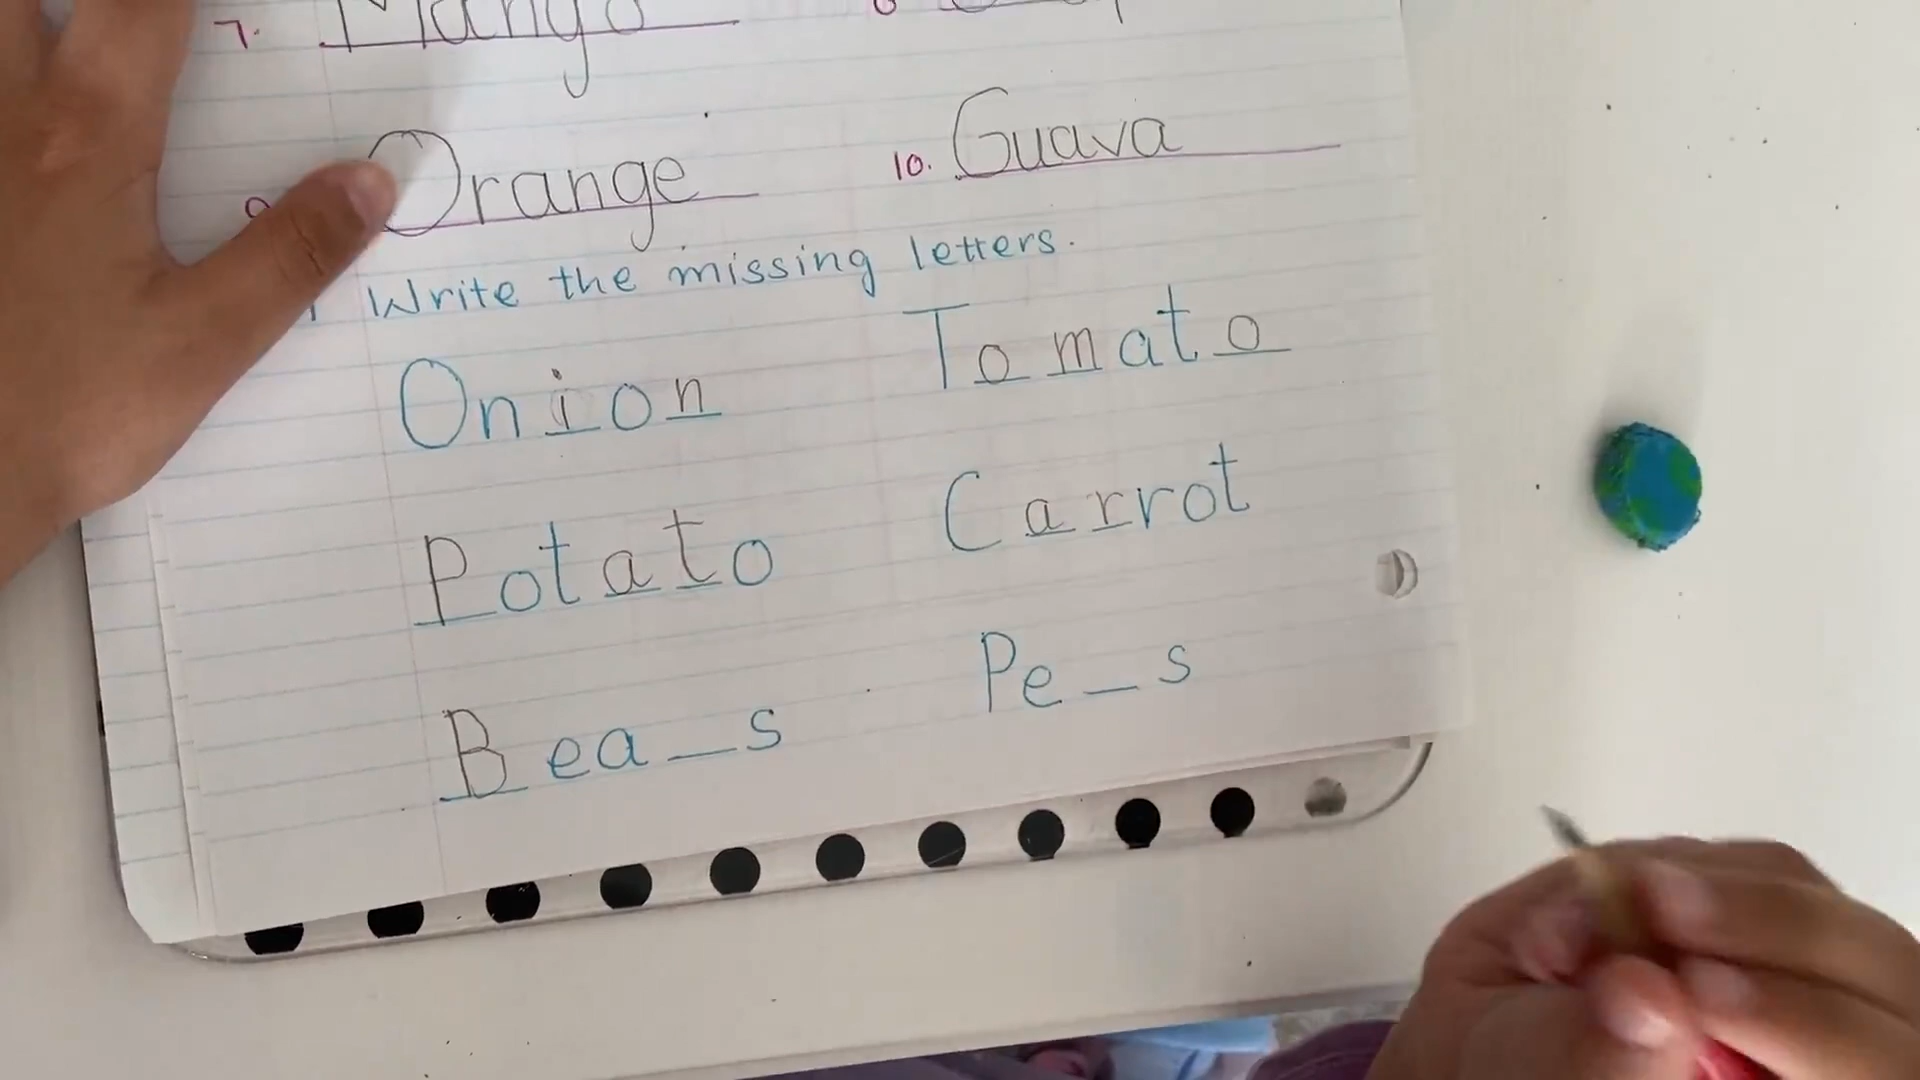 7. Mango
Orange 10. Guava
Write the missing letters.
Onion Tomato
Potato Carrot
Bea_s Pe_s